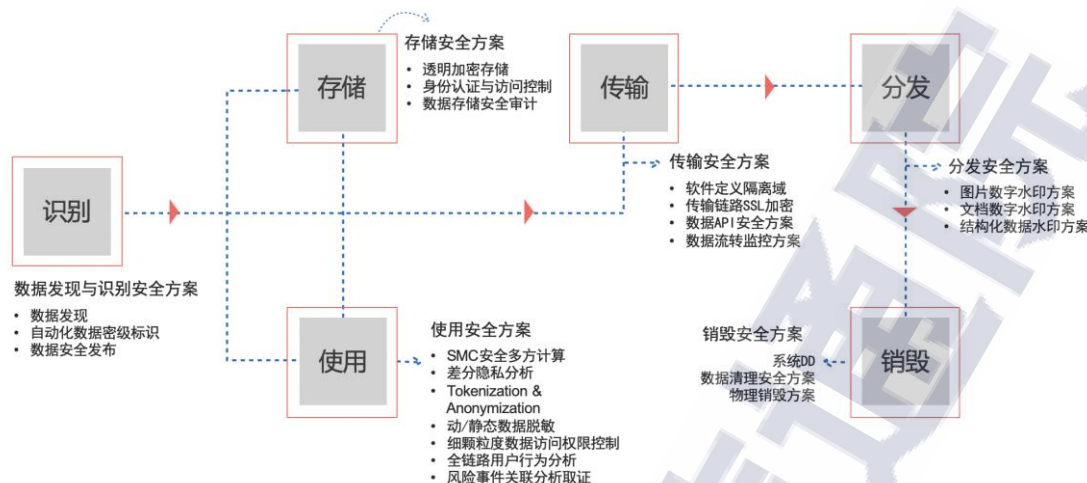 识别
数据发现与识别安全方案
• 数据发现
• 自动化数据密级标识
• 数据安全发布
存储
存储安全方案
• 透明加密存储
• 身份认证与访问控制
• 数据存储安全审计
使用
使用安全方案
• SMC安全多方计算
• 差分隐私分析
• Tokenization &
Anonymization
• 动/静态数据脱敏
• 细颗粒度数据访问权限控制
• 全链路用户行为分析
• 风险事件关联分析取证
传输
传输安全方案
• 软件定义隔离域
• 传输链路SSL加密
• 数据API安全方案
• 数据流转监控方案
分发
分发安全方案
• 图片数字水印方案
• 文档数字水印方案
• 结构化数据水印方案
销毁
销毁安全方案
系统DD
数据清理安全方案
物理销毁方案